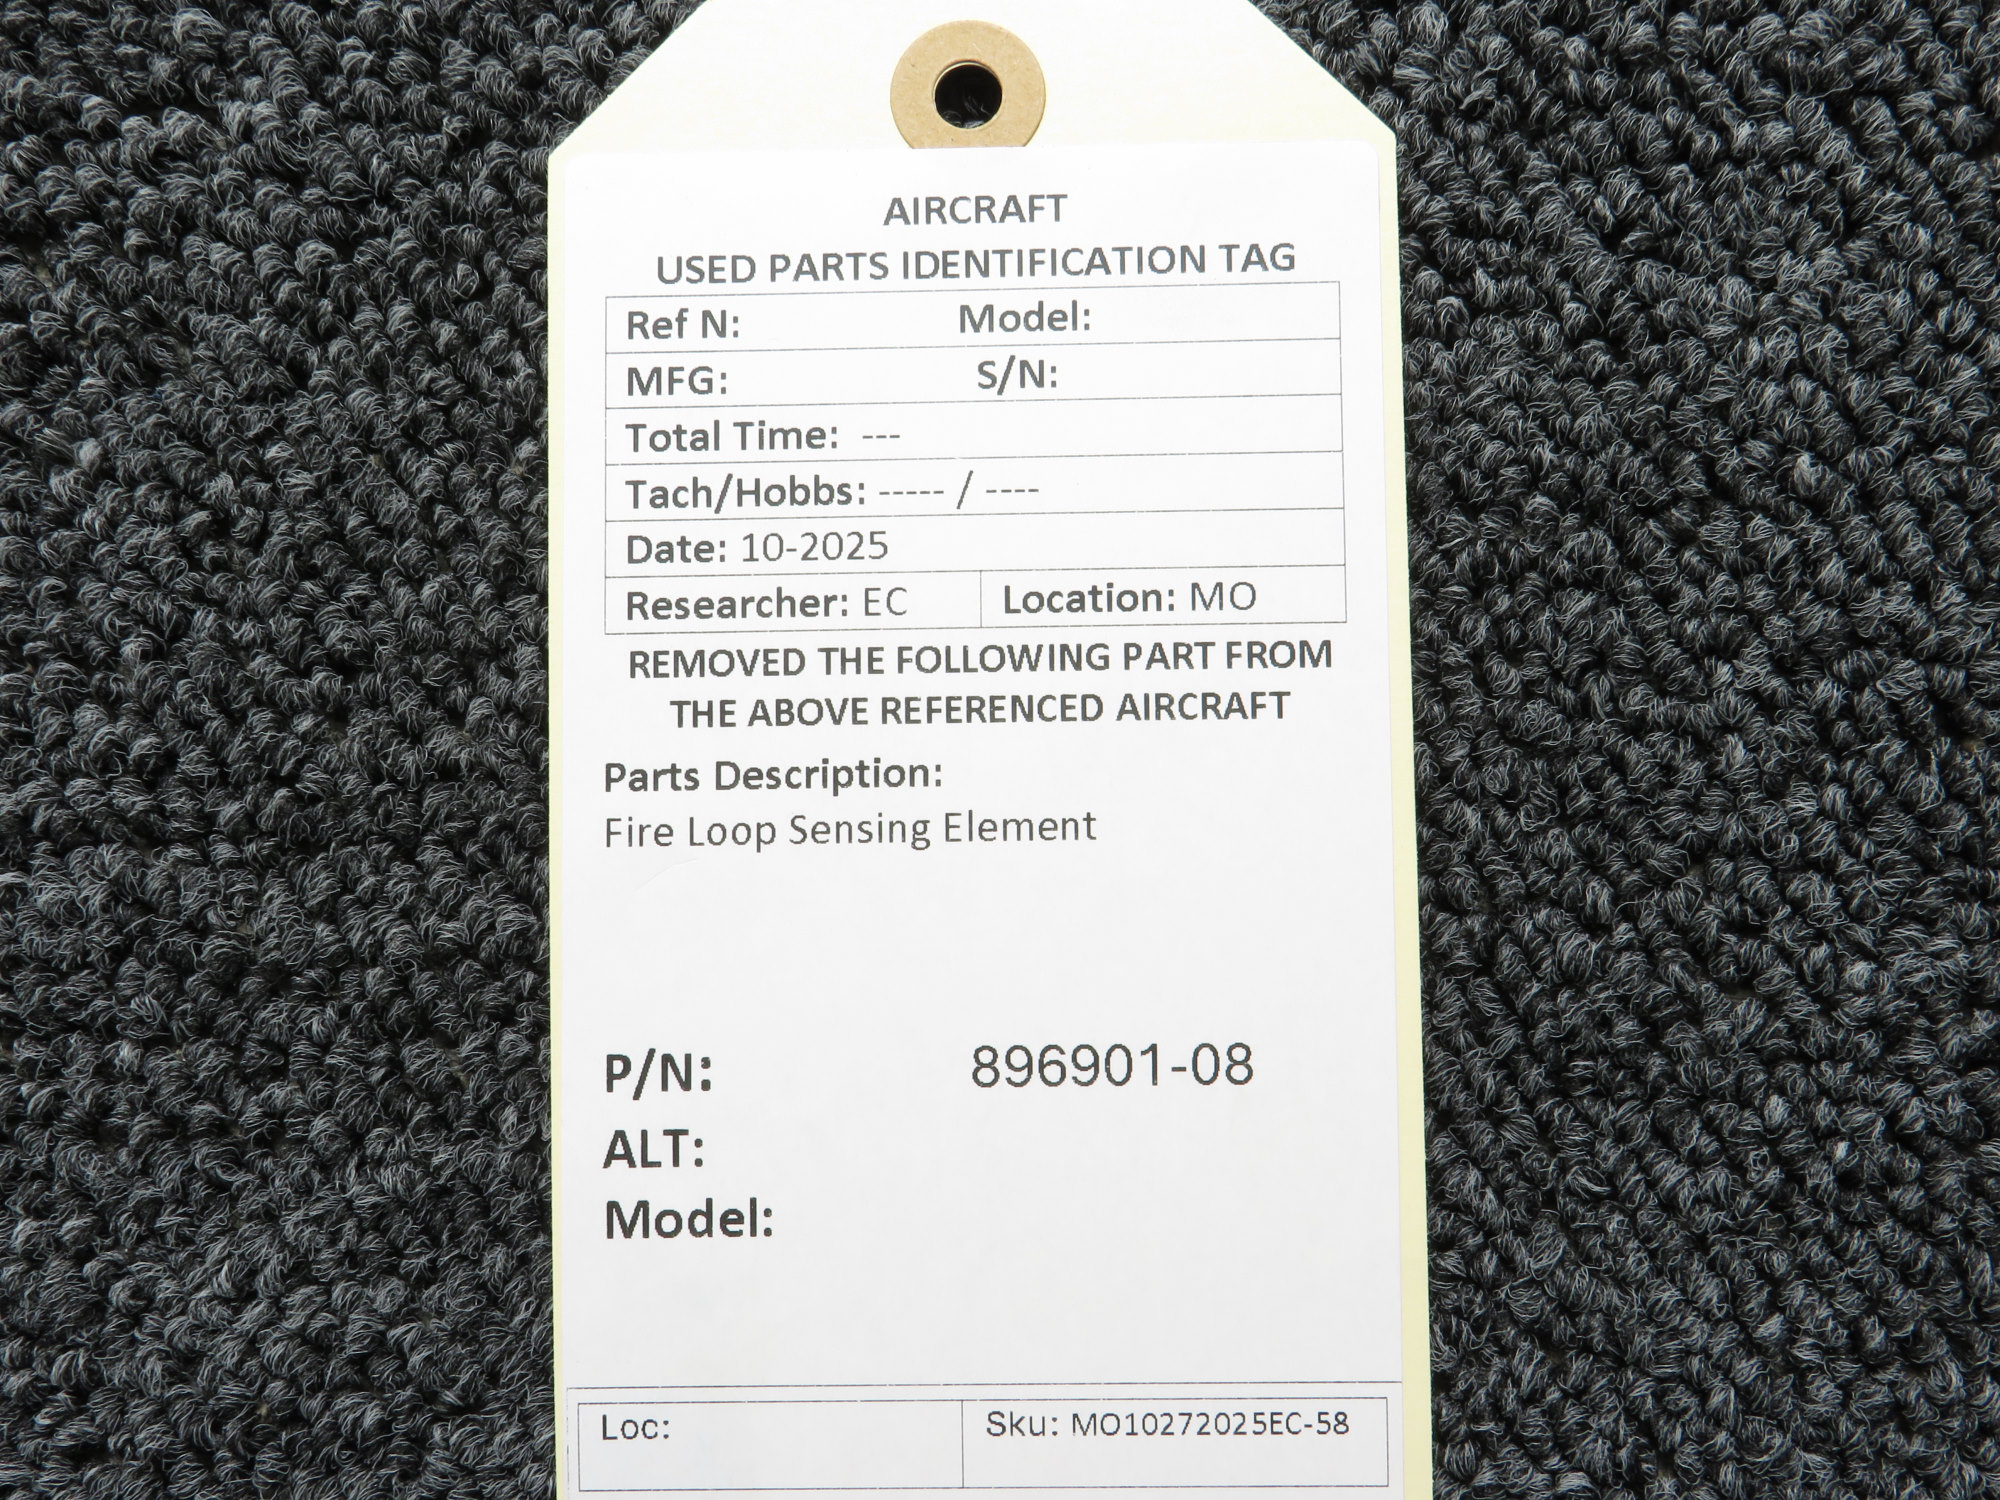 AIRCRAFT
USED PARTS IDENTIFICATION TAG
Ref N: Model:
MFG: S/N:
Total Time: ---
Tach/Hobbs: ----- / ----
Date: 10-2025
Researcher: EC Location: MO
REMOVED THE FOLLOWING PART FROM
THE ABOVE REFERENCED AIRCRAFT
Parts Description:
Fire Loop Sensing Element
P/N: 896901-08
ALT:
Model:
Loc: Sku: MO10272025EC-58